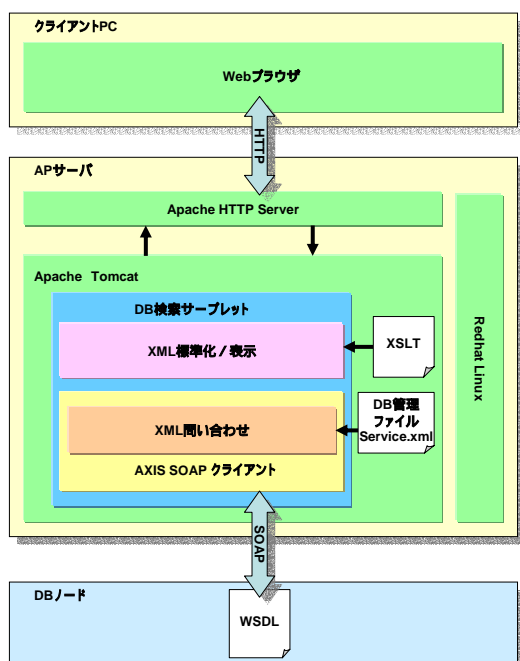 クライアントPC
Webブラウザ
HTTP
APサーバ
Apache HTTP Server
Apache Tomcat
DB検索サーブレット
XML標準化/表示
XSLT
DB管理
ファイル
Service.xml
XML問い合わせ
AXIS SOAP クライアント
Redhat Linux
SOAP
DBノード
WSDL